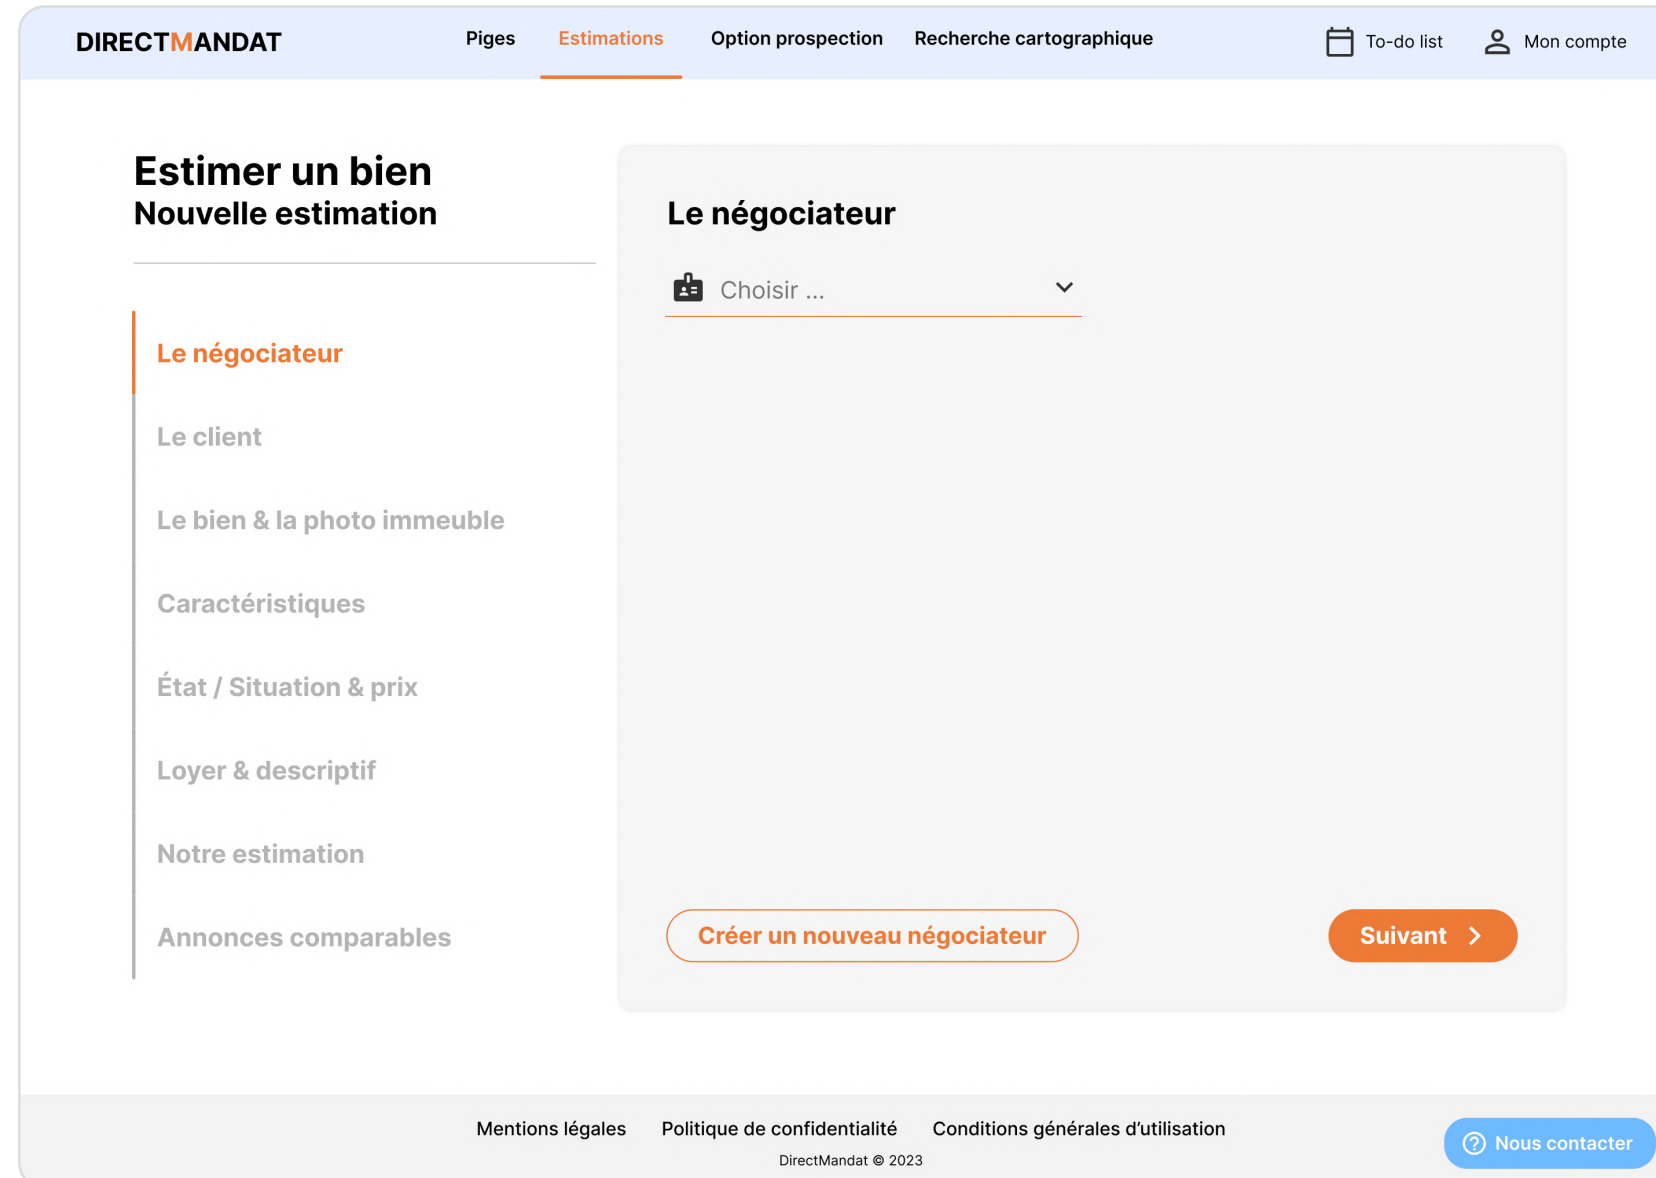 DIRECTMANDAT
Piges
Estimations
Option prospection
Recherche cartographique
To-do list
Mon compte
Estimer un bien
Nouvelle estimation
Le négociateur
Le client
Le bien & la photo immeuble
Caractéristiques
État / Situation & prix
Loyer & descriptif
Notre estimation
Annonces comparables
Le négociateur
Choisir ...
Créer un nouveau négociateur
Suivant
Mentions légales
Politique de confidentialité
Conditions générales d'utilisation
DirectMandat © 2023
Nous contacter